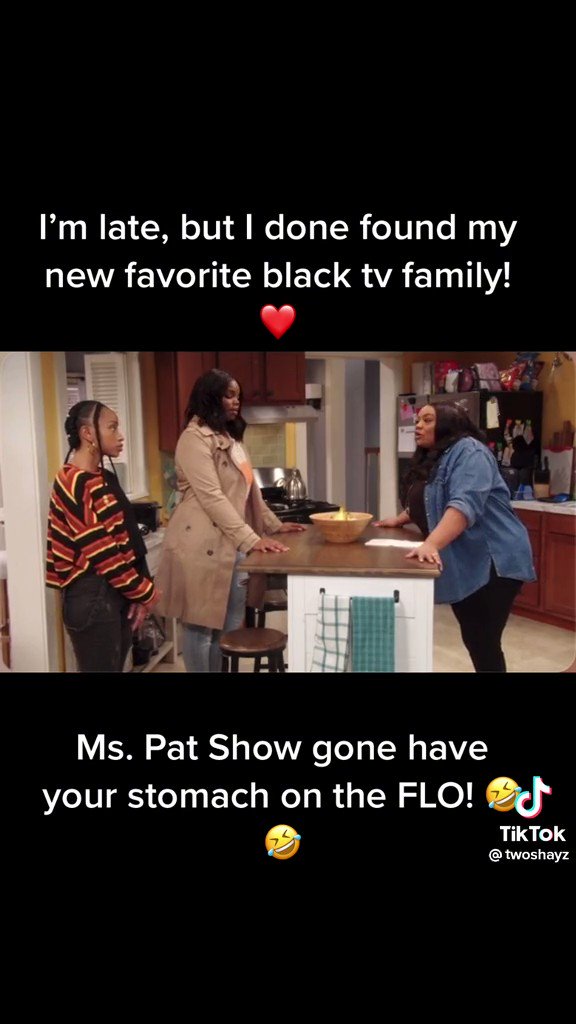 I’m late, but I done found my
new favorite black tv family!
❤️
Ms. Pat Show gone have
your stomach on the FLO! 🤣
🤣
TikTok
@twoshayz